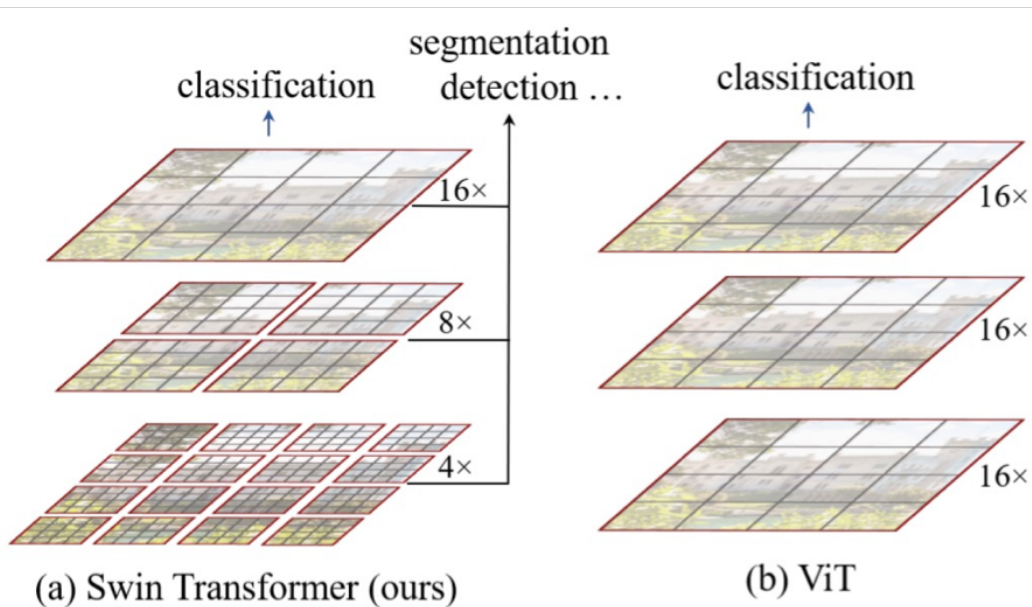 segmentation
detection ...
classification
16×
8×
4×
(a) Swin Transformer (ours)
classification
16×
16×
16×
(b) ViT